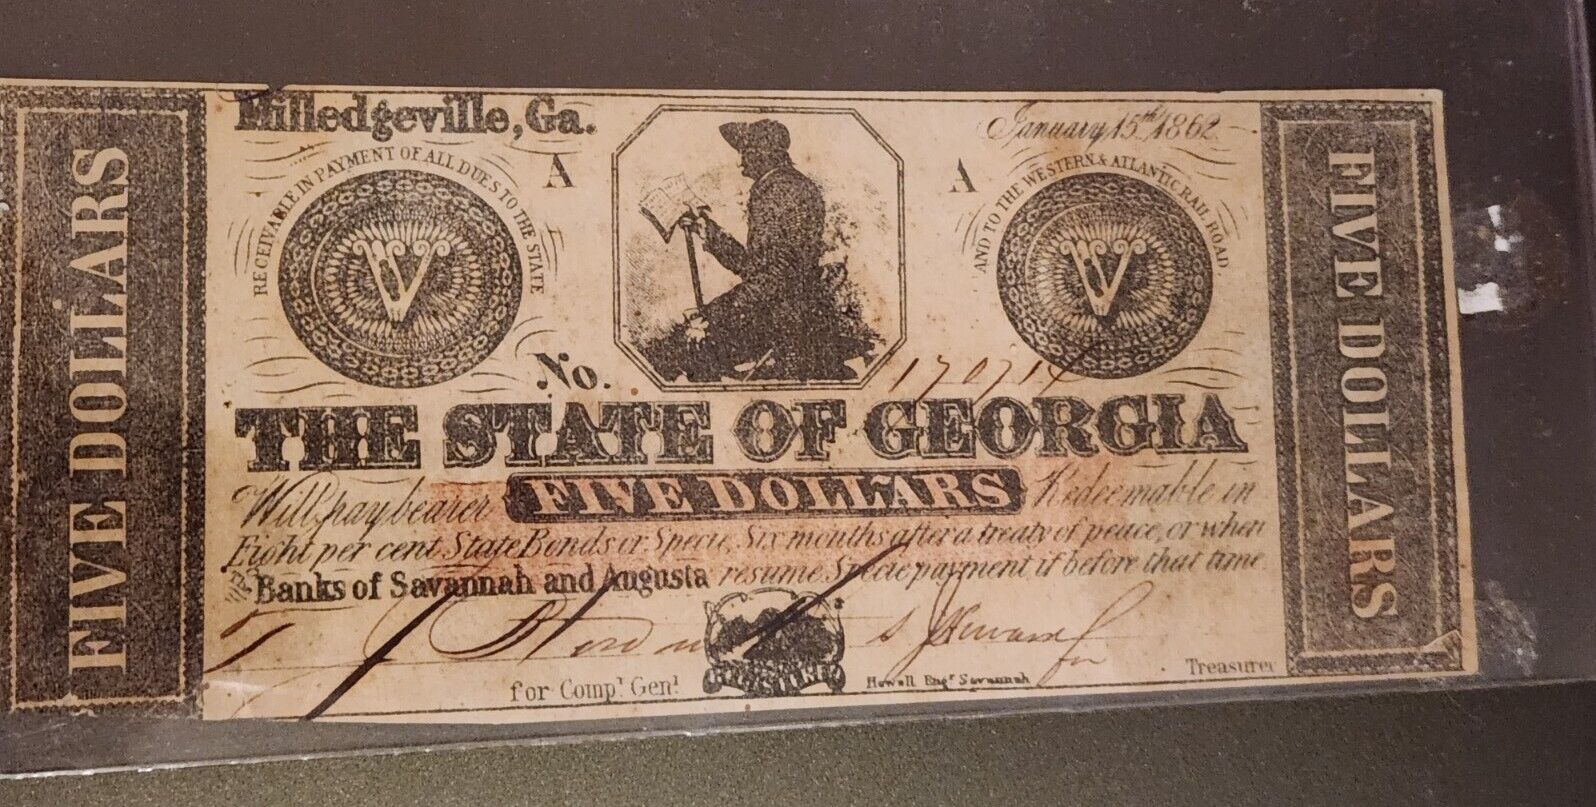 Milledgeville, Ga.
January 15th 1862
RECEIVABLE IN PAYMENT OF ALL DUES TO THE STATE
A
A
AND TO THE WESTERN & ATLANTIC RAIL ROAD
V
V
FIVE DOLLARS
FIVE DOLLARS
No. 17071
THE STATE OF GEORGIA
Will pay bearer FIVE DOLLARS Redeemable in
Eight per cent State Bonds or Specie, Six months after a treaty of peace, or when
the Banks of Savannah and Augusta resume Specie payment if before that time.
for Compt Genl
Howell Engr Savannah
for
Treasurer